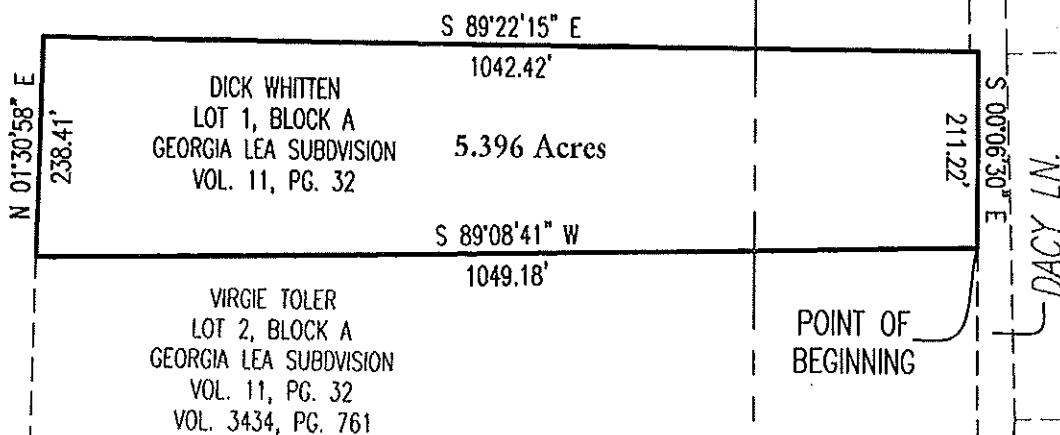 S 89°22'15" E
1042.42'
N 01°30'58" E
238.41'
DICK WHITTEN
LOT 1, BLOCK A
GEORGIA LEA SUBDVISION
VOL. 11, PG. 32
5.396 Acres
211.22'
S 00°06'30" E
DACY LN.
S 89°08'41" W
1049.18'
VIRGIE TOLER
LOT 2, BLOCK A
GEORGIA LEA SUBDVISION
VOL. 11, PG. 32
VOL. 3434, PG. 761
POINT OF
BEGINNING